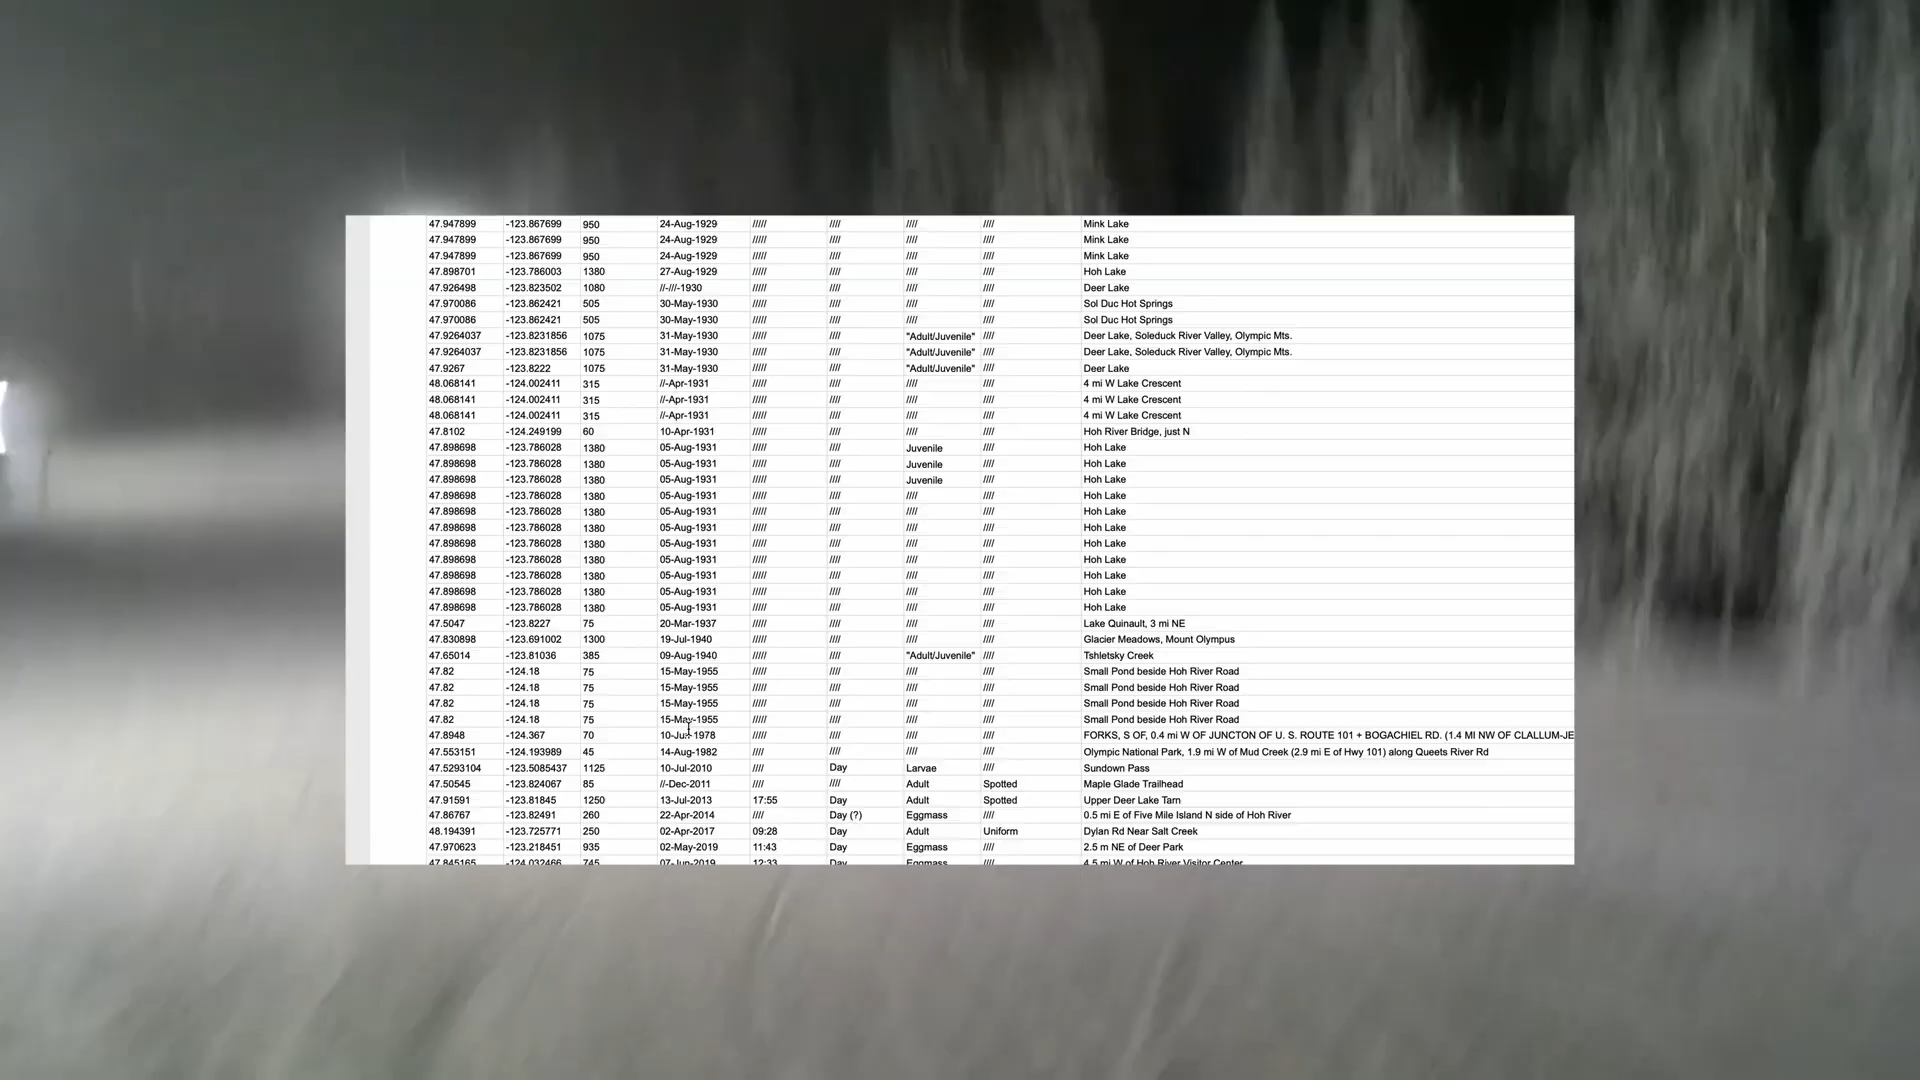 47.947899 -123.867699 950 24-Aug-1929 ///// //// //// //// Mink Lake
47.947899 -123.867699 950 24-Aug-1929 ///// //// //// //// Mink Lake
47.947899 -123.867699 950 24-Aug-1929 ///// //// //// //// Mink Lake
47.898701 -123.786003 1380 27-Aug-1929 ///// //// //// //// Hoh Lake
47.926498 -123.823502 1080 //-///-1930 ///// //// //// //// Deer Lake
47.970086 -123.862421 505 30-May-1930 ///// //// //// //// Sol Duc Hot Springs
47.970086 -123.862421 505 30-May-1930 ///// //// //// //// Sol Duc Hot Springs
47.9264037 -123.8231856 1075 31-May-1930 ///// //// "Adult/Juvenile" //// Deer Lake, Soleduck River Valley, Olympic Mts.
47.9264037 -123.8231856 1075 31-May-1930 ///// //// "Adult/Juvenile" //// Deer Lake, Soleduck River Valley, Olympic Mts.
47.9267 -123.8222 1075 31-May-1930 ///// //// "Adult/Juvenile" //// Deer Lake
48.068141 -124.002411 315 //-Apr-1931 ///// //// //// //// 4 mi W Lake Crescent
48.068141 -124.002411 315 //-Apr-1931 ///// //// //// //// 4 mi W Lake Crescent
48.068141 -124.002411 315 //-Apr-1931 ///// //// //// //// 4 mi W Lake Crescent
47.8102 -124.249199 60 10-Apr-1931 ///// //// //// //// Hoh River Bridge, just N
47.898698 -123.786028 1380 05-Aug-1931 ///// //// Juvenile //// Hoh Lake
47.898698 -123.786028 1380 05-Aug-1931 ///// //// Juvenile //// Hoh Lake
47.898698 -123.786028 1380 05-Aug-1931 ///// //// Juvenile //// Hoh Lake
47.898698 -123.786028 1380 05-Aug-1931 ///// //// //// //// Hoh Lake
47.898698 -123.786028 1380 05-Aug-1931 ///// //// //// //// Hoh Lake
47.898698 -123.786028 1380 05-Aug-1931 ///// //// //// //// Hoh Lake
47.898698 -123.786028 1380 05-Aug-1931 ///// //// //// //// Hoh Lake
47.898698 -123.786028 1380 05-Aug-1931 ///// //// //// //// Hoh Lake
47.898698 -123.786028 1380 05-Aug-1931 ///// //// //// //// Hoh Lake
47.898698 -123.786028 1380 05-Aug-1931 ///// //// //// //// Hoh Lake
47.898698 -123.786028 1380 05-Aug-1931 ///// //// //// //// Hoh Lake
47.5047 -123.8227 75 20-Mar-1937 ///// //// //// //// Lake Quinault, 3 mi NE
47.830898 -123.691002 1300 19-Jul-1940 ///// //// //// //// Glacier Meadows, Mount Olympus
47.65014 -123.81036 385 09-Aug-1940 ///// //// "Adult/Juvenile" //// Tshletsky Creek
47.82 -124.18 75 15-May-1955 ///// //// //// //// Small Pond beside Hoh River Road
47.82 -124.18 75 15-May-1955 ///// //// //// //// Small Pond beside Hoh River Road
47.82 -124.18 75 15-May-1955 ///// //// //// //// Small Pond beside Hoh River Road
47.82 -124.18 75 15-May-1955 ///// //// //// //// Small Pond beside Hoh River Road
47.8948 -124.367 70 ///// //// //// //// FORKS, S OF, 0.4 mi W OF JUNCTON OF U. S. ROUTE 101 + BOGACHIEL RD. (1.4 MI NW OF CLALLUM-JE
47.553151 -124.193989 45 14-Aug-1982 //// //// //// //// Olympic National Park, 1.9 mi W of Mud Creek (2.9 mi E of Hwy 101) along Queets River Rd
47.5293104 -123.5085437 1125 10-Jul-2010 //// Day Larvae //// Sundown Pass
47.50545 -123.824067 85 //-Dec-2011 //// //// Adult Spotted Maple Glade Trailhead
47.91591 -123.81845 1250 13-Jul-2013 17:55 Day Adult Spotted Upper Deer Lake Tarn
47.86767 -123.82491 260 22-Apr-2014 //// Day (?) Eggmass //// 0.5 mi E of Five Mile Island N side of Hoh River
48.194391 -123.725771 250 02-Apr-2017 09:28 Day Adult Uniform Dylan Rd Near Salt Creek
47.970623 -123.218451 935 02-May-2019 11:43 Day Eggmass //// 2.5 m NE of Deer Park
47.845165 -124.032466 745 07-Jun-2019 12:33 Day Eggmass //// 4.5 mi W of Hoh River Visitor Center